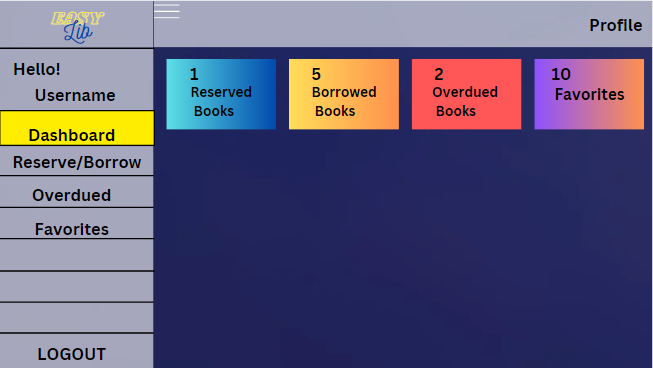 EASY
Lib
Profile
Hello!
Username
Dashboard
Reserve/Borrow
Overdued
Favorites
LOGOUT
1
Reserved
Books
5
Borrowed
Books
2
Overdued
Books
10
Favorites